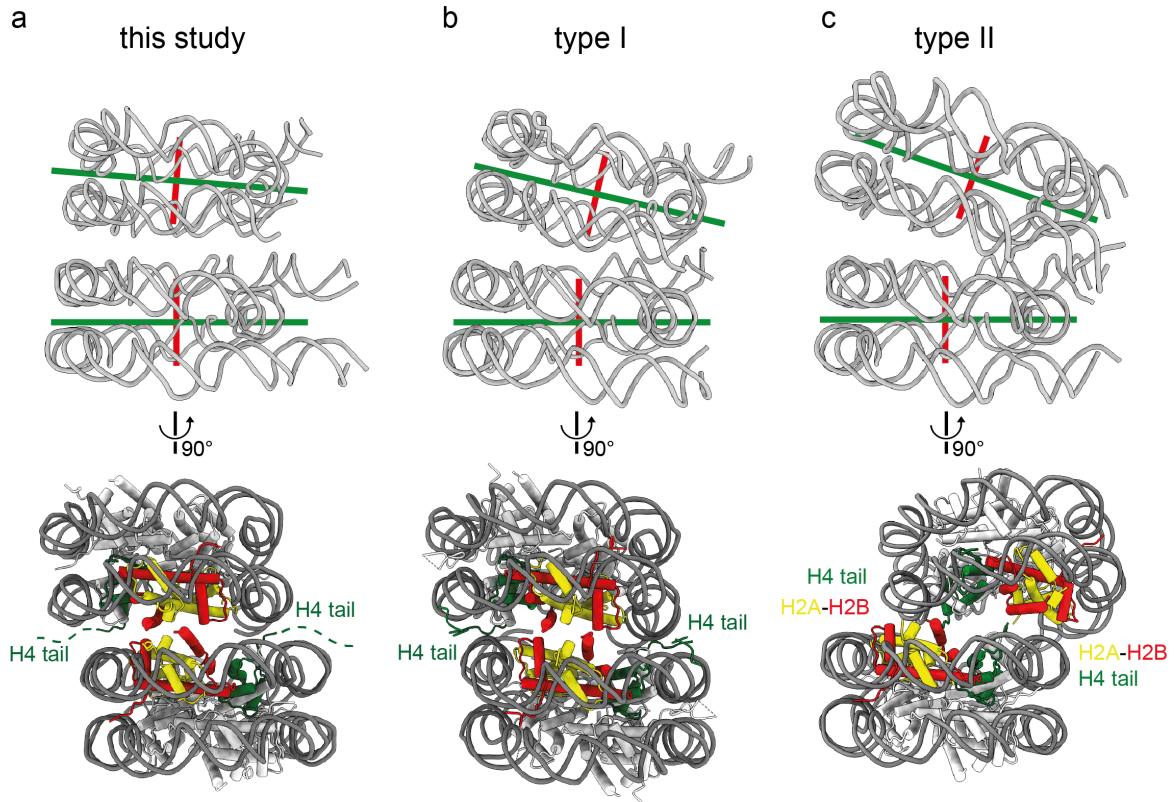 a
this study
b
type I
c
type II
90°
90°
90°
H4 tail
H4 tail
H4 tail
H4 tail
H4 tail
H2A-H2B
H2A-H2B
H4 tail